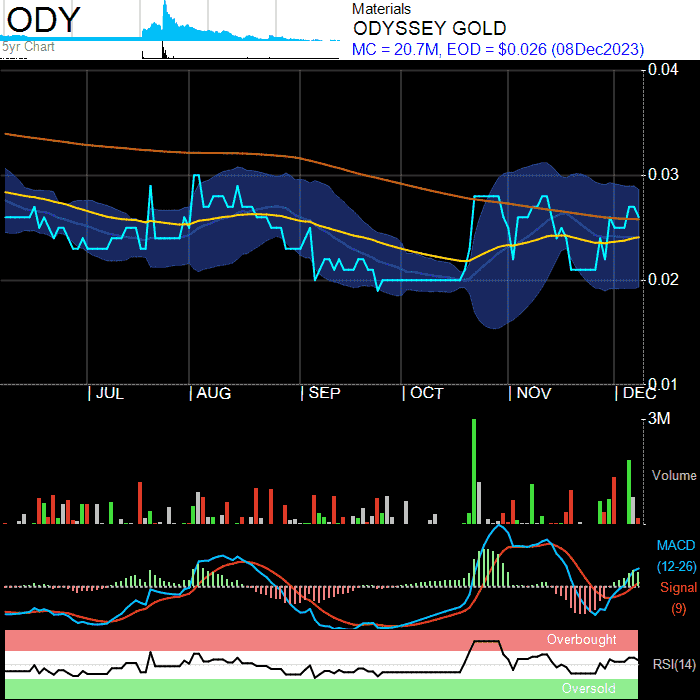 ODY
5yr Chart
Materials
ODYSSEY GOLD
MC = 20.7M, EOD = $0.026 (08Dec2023)
0.04
0.03
0.02
0.01
JUL AUG SEP OCT NOV DEC
3M
Volume
MACD
(12-26)
Signal
(9)
Overbought
RSI(14)
Oversold